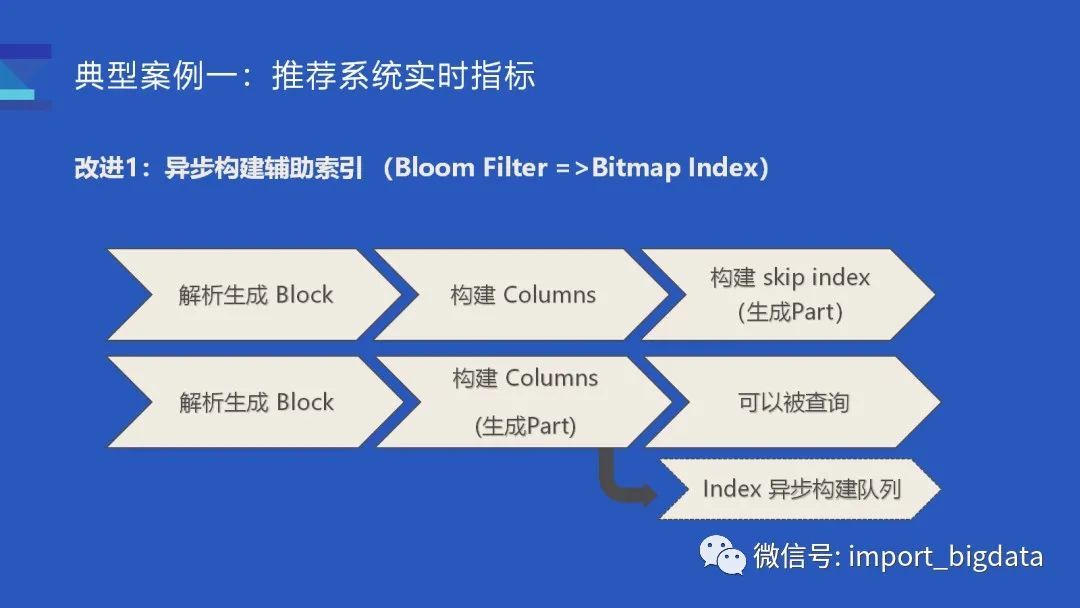 典型案例一：推荐系统实时指标
改进1：异步构建辅助索引 （Bloom Filter =>Bitmap Index）
解析生成 Block
构建 Columns
构建 skip index
(生成Part)
解析生成 Block
构建 Columns
(生成Part)
可以被查询
Index 异步构建队列
微信号: import_bigdata